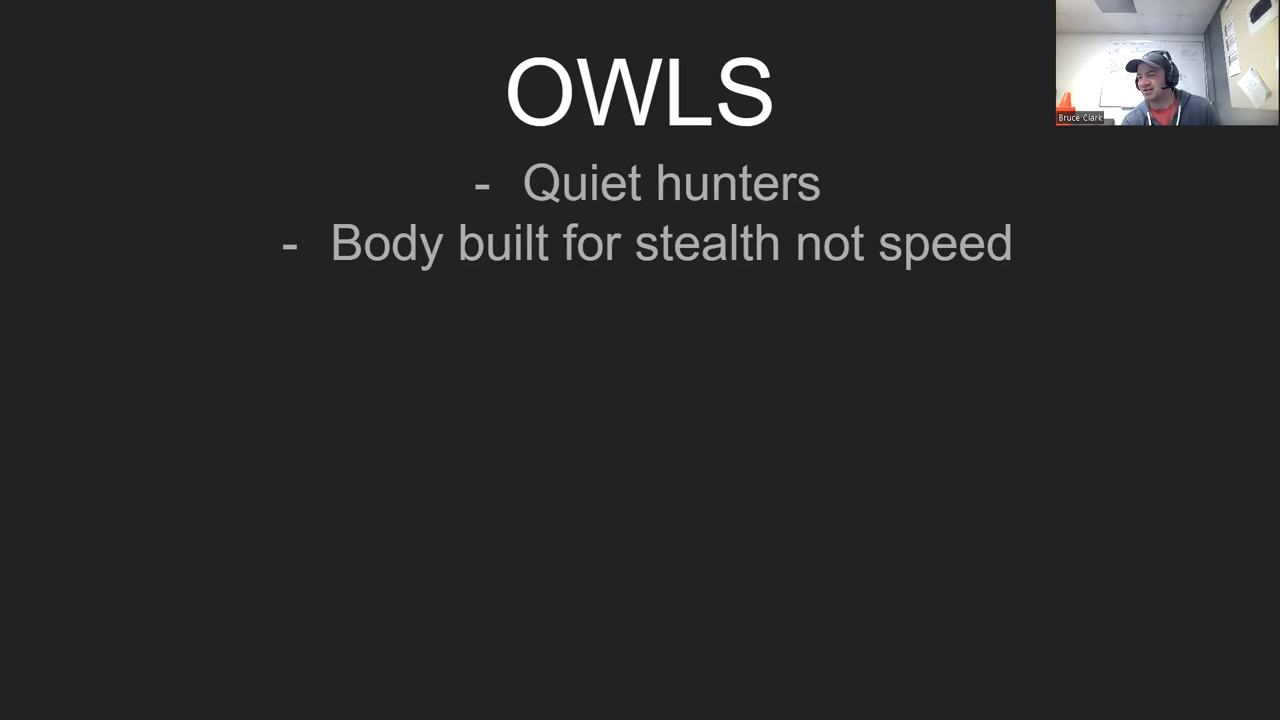 OWLS
- Quiet hunters
- Body built for stealth not speed
Bruce Clark